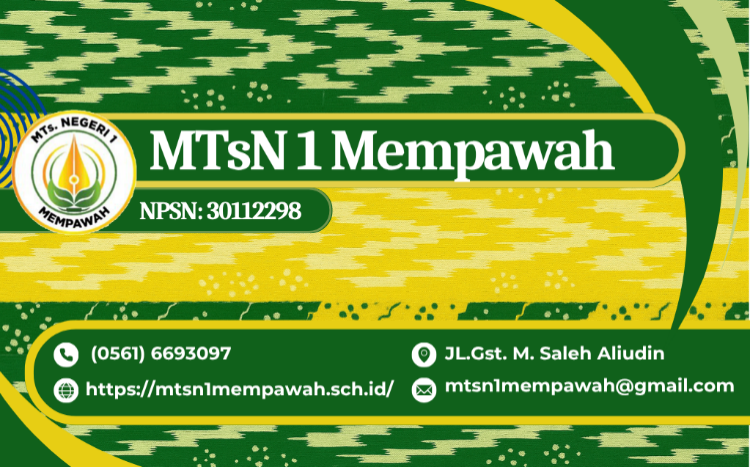 MTs. NEGERI 1
MEMPAWAH
MTsN 1 Mempawah
NPSN: 30112298
(0561) 6693097
JL.Gst. M. Saleh Aliudin
https://mtsn1mempawah.sch.id/
mtsn1mempawah@gmail.com